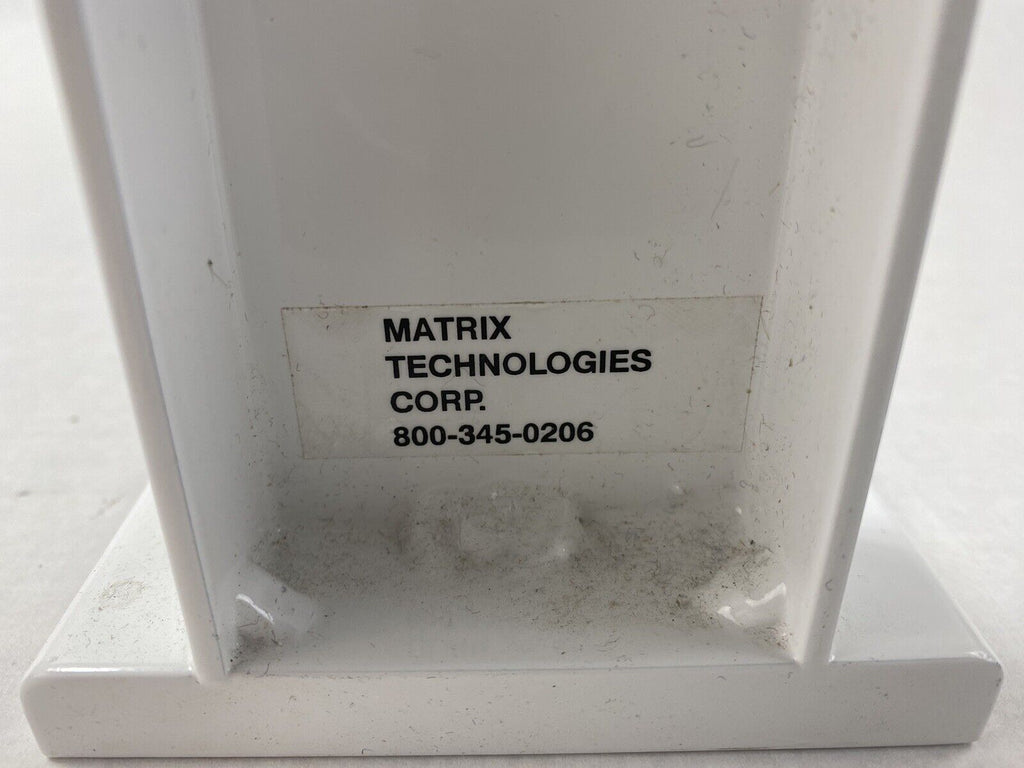 MATRIX
TECHNOLOGIES
CORP.
800-345-0206